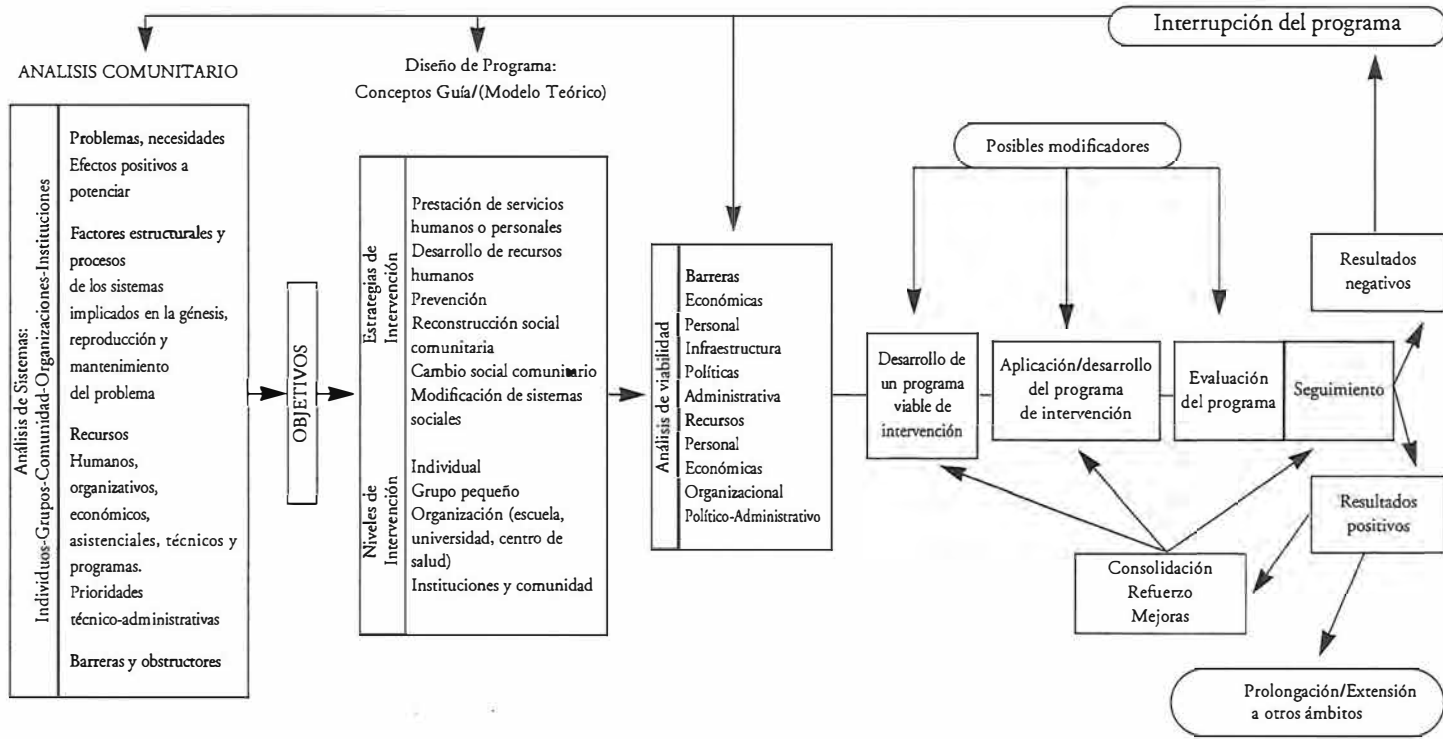 Interrupción del programa
ANALISIS COMUNITARIO
Análisis de Sistemas:
Individuos-Grupos-Comunidad-Organizaciones-Instituciones
Problemas, necesidades
Efectos positivos a
potenciar
Factores estructurales y
procesos
de los sistemas
implicados en la génesis,
reproducción y
mantenimiento
del problema
Recursos
Humanos,
organizativos,
económicos,
asistenciales, técnicos y
programas.
Prioridades
técnico-administrativas
Barreras y obstructores
OBJETIVOS
Diseño de Programa:
Conceptos Guía/(Modelo Teórico)
Estrategias de
Intervención
Prestación de servicios
humanos o personales
Desarrollo de recursos
humanos
Prevención
Reconstrucción social
comunitaria
Cambio social comunitario
Modificación de sistemas
sociales
Niveles de
Intervención
Individual
Grupo pequeño
Organización (escuela,
universidad, centro de
salud)
Instituciones y comunidad
Análisis de viabilidad
Barreras
Económicas
Personal
Infraestructura
Políticas
Administrativa
Recursos
Personal
Económicas
Organizacional
Político-Administrativo
Posibles modificadores
Desarrollo de
un programa
viable de
intervención
Aplicación/desarrollo
del programa
de intervención
Evaluación
del programa
Seguimiento
Resultados
negativos
Resultados
positivos
Consolidación
Refuerzo
Mejoras
Prolongación/Extensión
a otros ámbitos